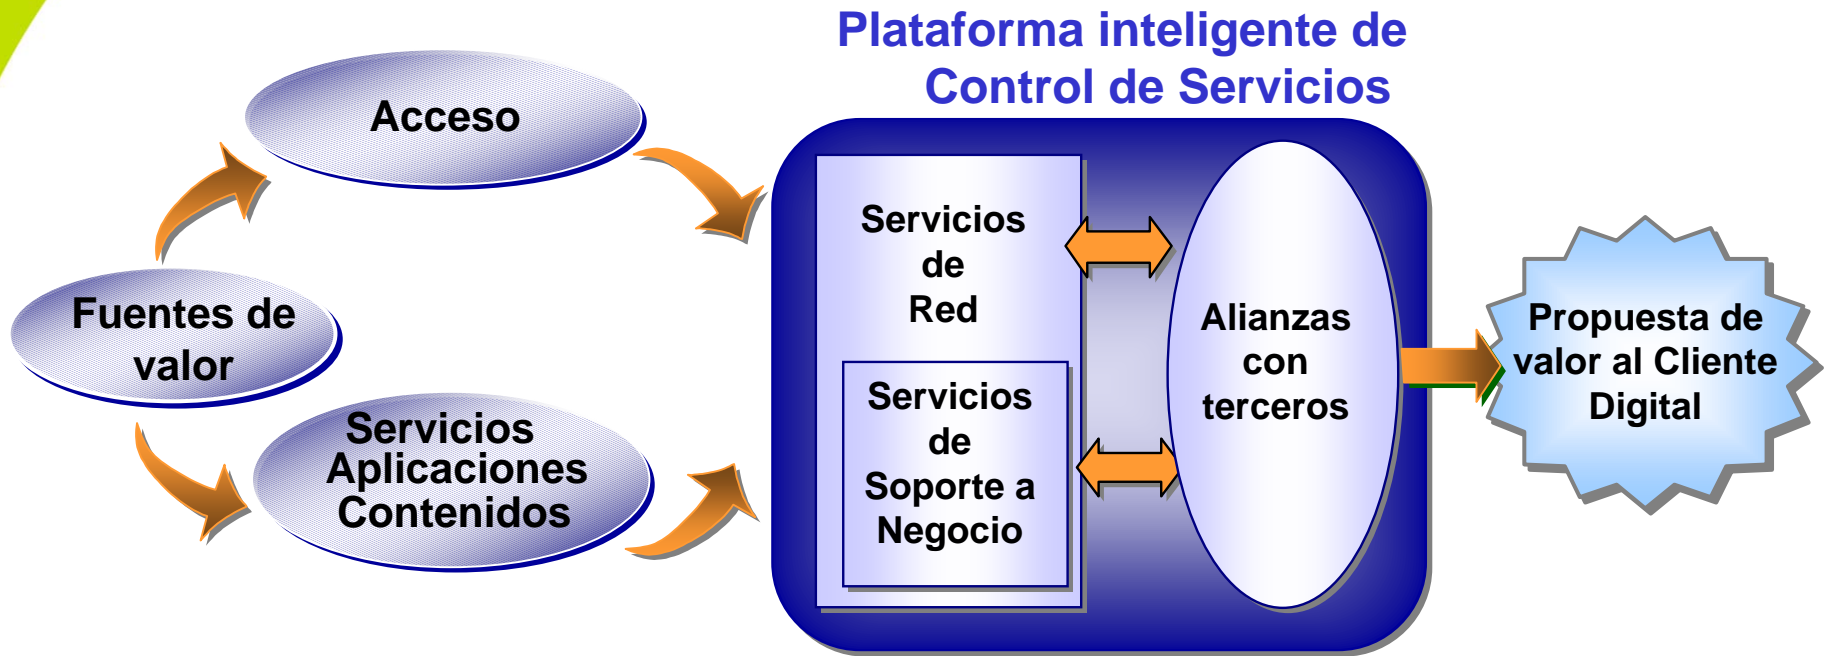 Plataforma inteligente de
Control de Servicios
Acceso
Fuentes de
valor
Servicios
Aplicaciones
Contenidos
Servicios
de
Red
Servicios
de
Soporte a
Negocio
Alianzas
con
terceros
Propuesta de
valor al Cliente
Digital